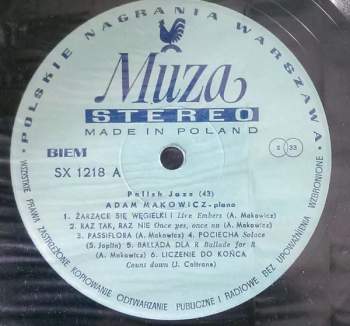 POLSKIE NAGRANIA WARSZAWA
Muza
STEREO
MADE IN POLAND
BIEM
SX 1218 A
33
Polish Jazz (43)
ADAM MAKOWICZ-piano
1. ŻARZĄCE SIĘ WĘGIELKI Live Embers (A. Makowicz)
2. RAZ TAK, RAZ NIE Once yes, once no (A. Makowicz)
3. PASSIFLORA (A. Makowicz) 4. POCIECHA Solace
(S. Joplin) 5. BALLADA DLA R Ballade for R
(A. Makowicz) 6. LICZENIE DO KOŃCA
Count down (J. Coltrane)
WSZYSTKIE PRAWA ZASTRZEŻONE KOPIOWANIE ODTWARZANIE PUBLICZNE I RADIOWE BEZ UPOWAŻNIENIA WZBRONIONE